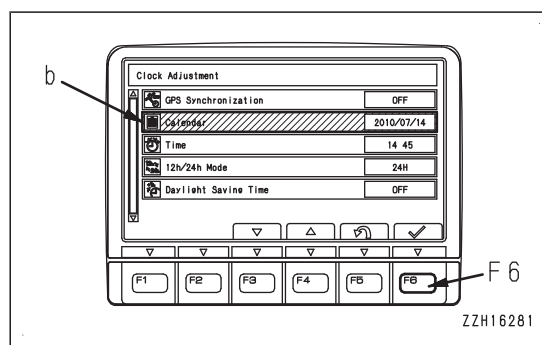 b
Clock Adjustment
GPS Synchronization OFF
Calendar 2010/07/14
Time 14 45
12h/24h Mode 24H
Daylight Saving Time OFF
F1 F2 F3 F4 F5 F6
F 6
ZZH16281